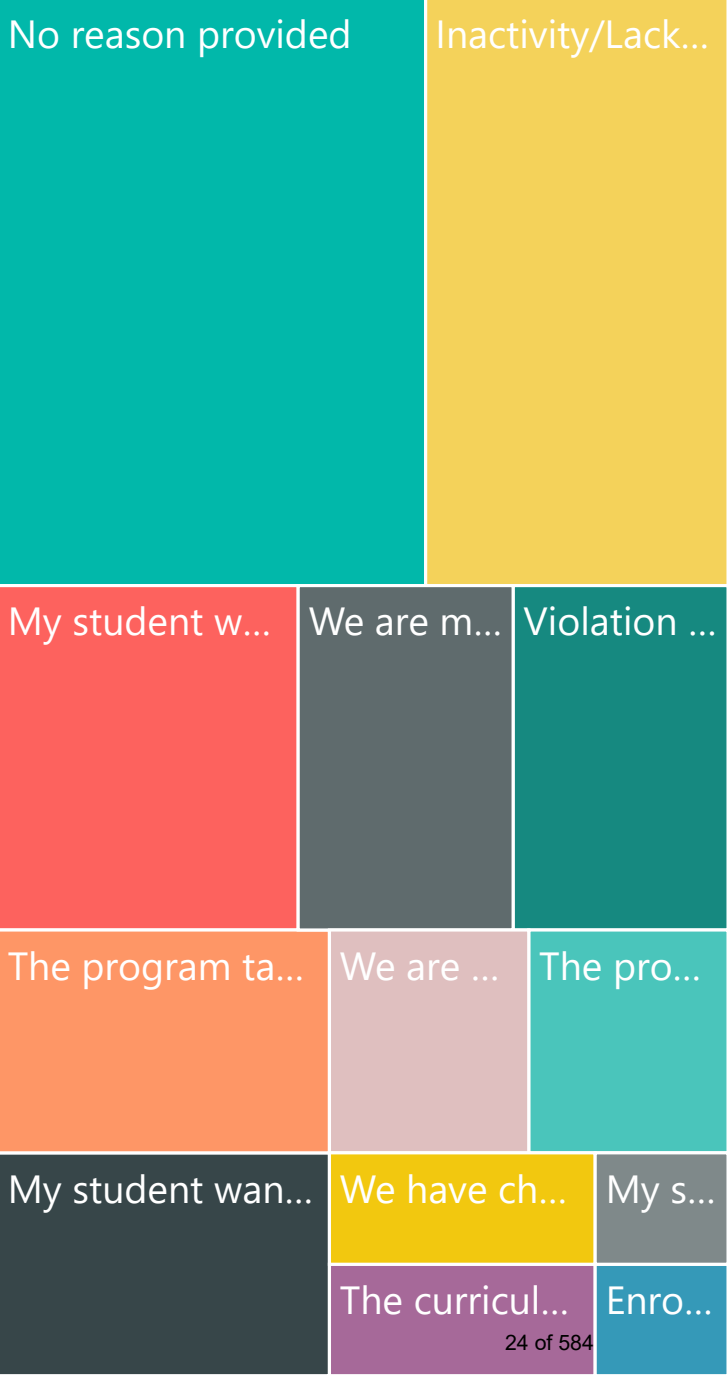 No reason provided
Inactivity/Lack...
My student w...
We are m...
Violation ...
The program ta...
We are ...
The pro...
My student wan...
We have ch...
My s...
The curricul...
Enro...
24 of 584